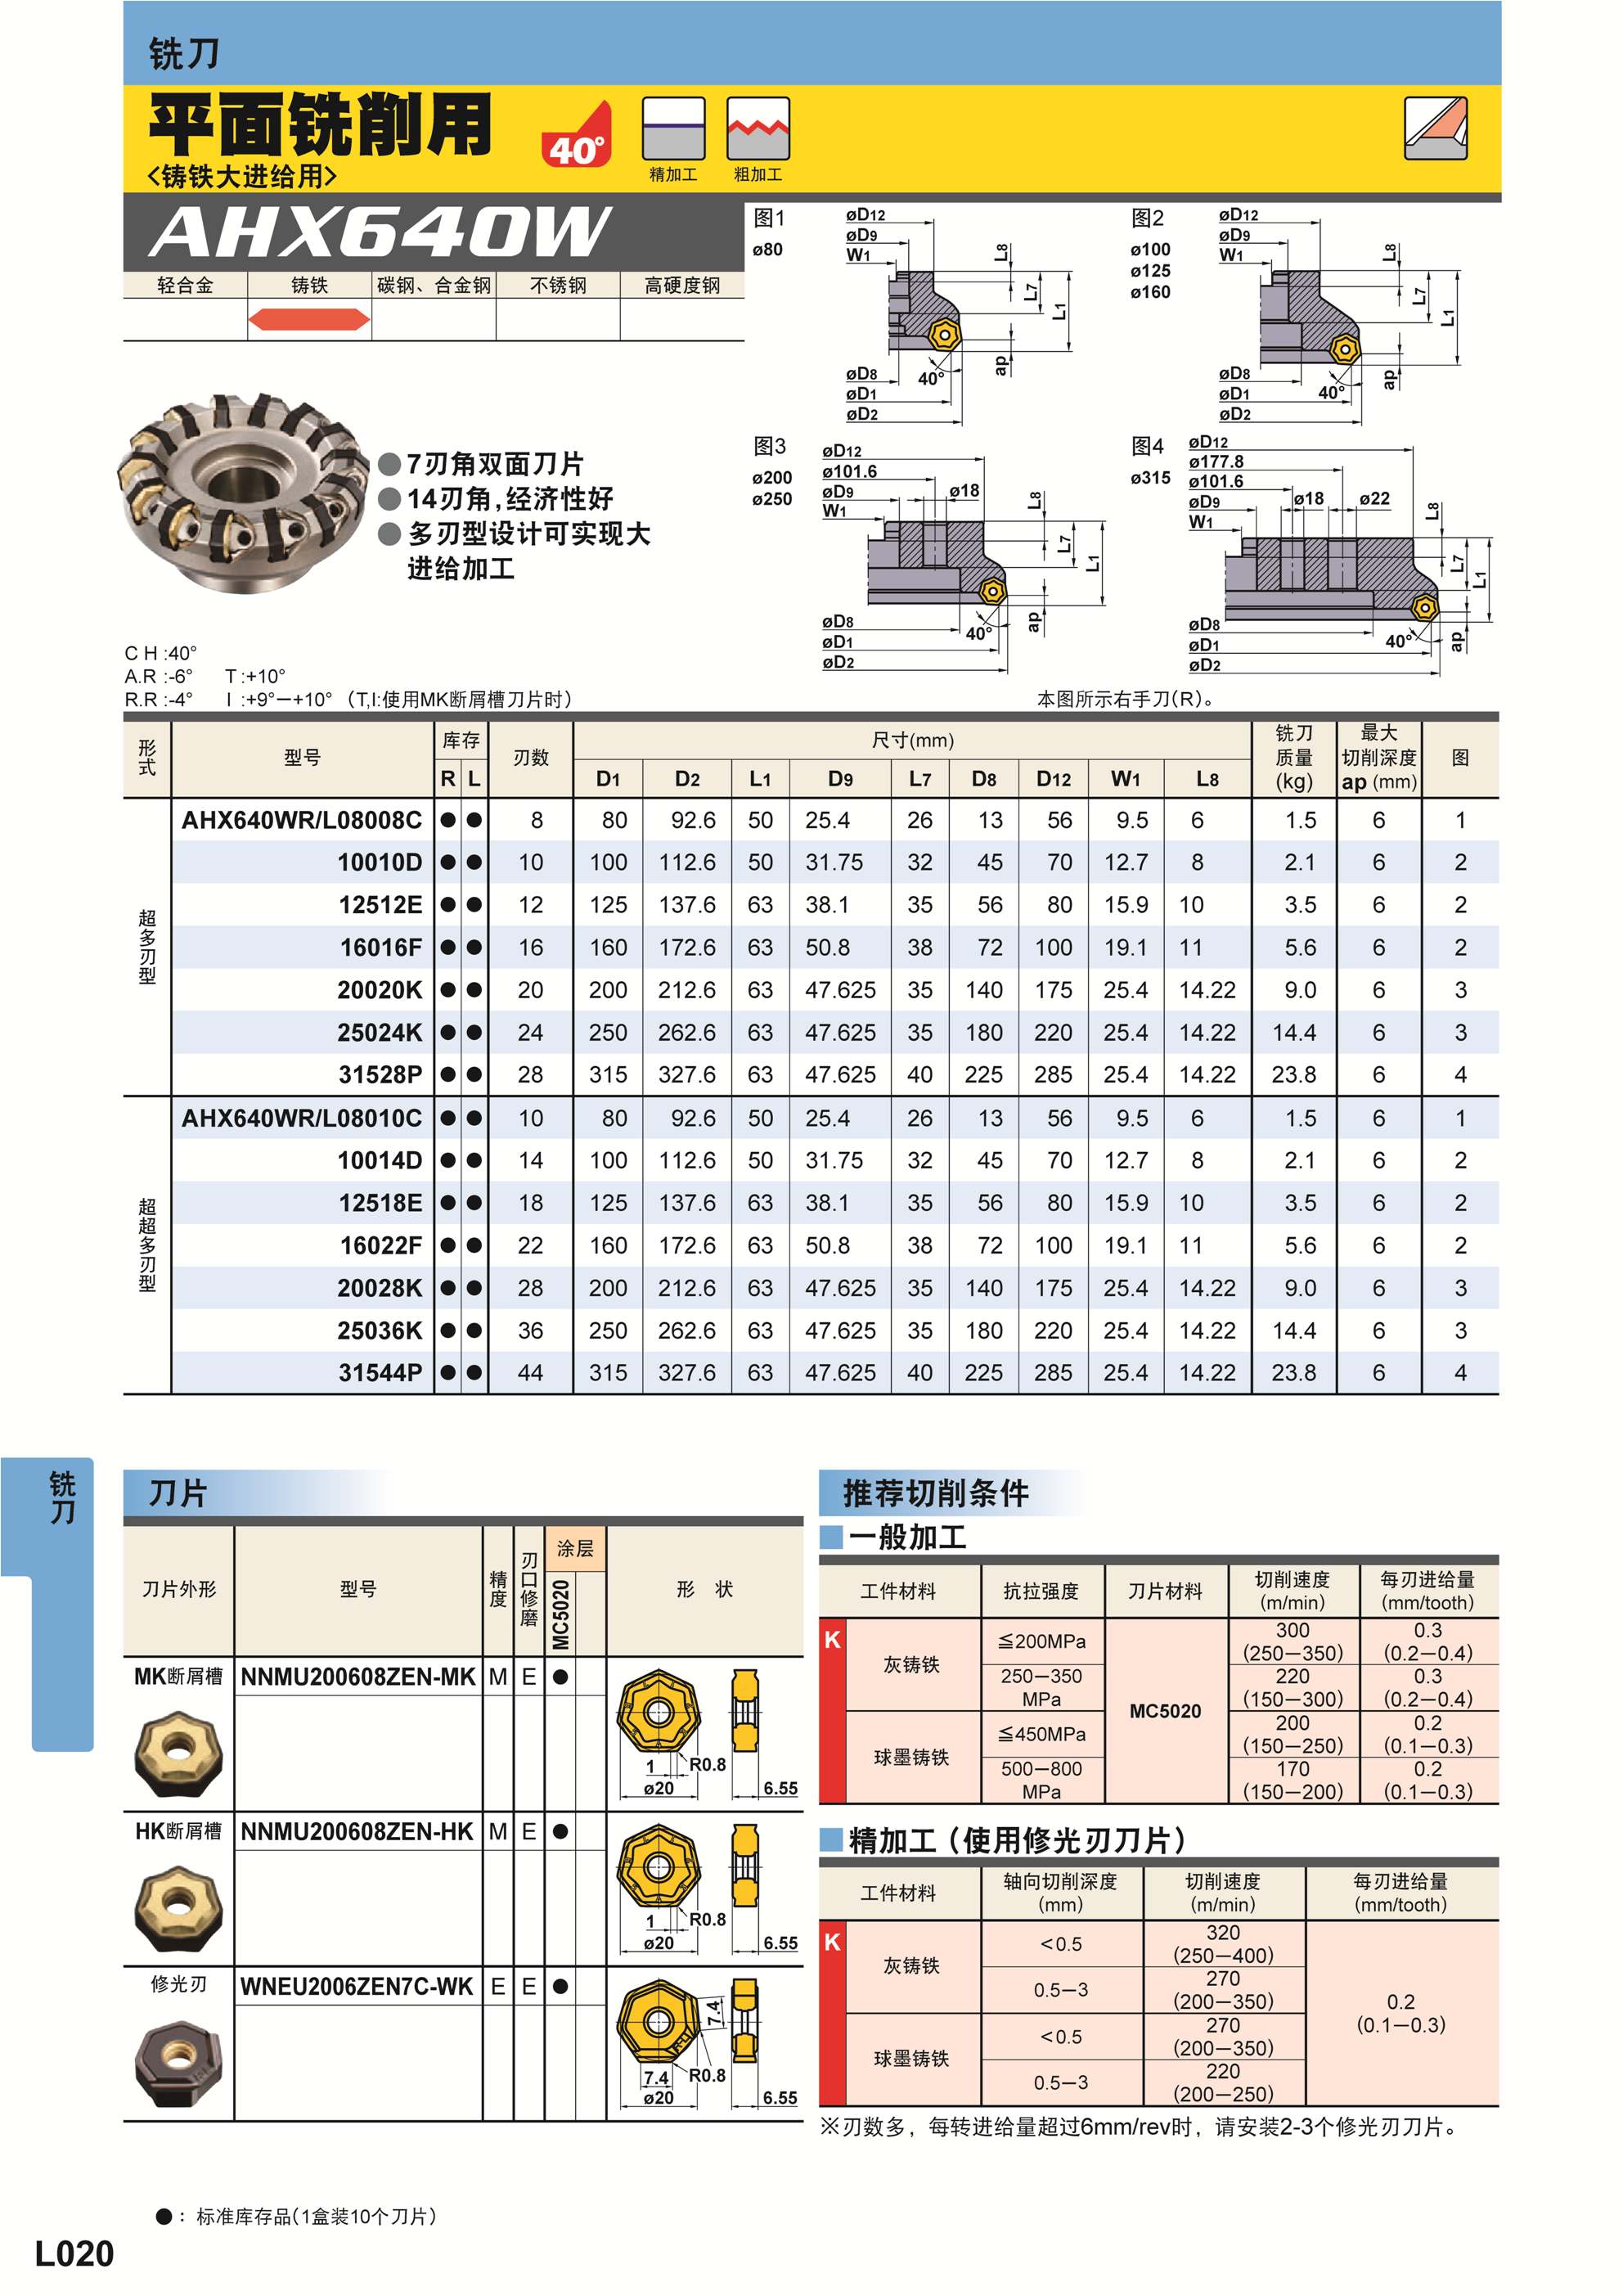 铣刀
平面铣削用
<铸铁大进给用>
40°
精加工 粗加工
AHX640W
轻合金 铸铁 碳钢、合金钢 不锈钢 高硬度钢
7刃角双面刀片
14刃角,经济性好
多刃型设计可实现大
进给加工
图1
ø80
øD12
øD9
W1
L8
L7
L1
ap
40°
øD8
øD1
øD2
图2
ø100
ø125
ø160
øD12
øD9
W1
L8
L7
L1
ap
40°
øD8
øD1
øD2
图3
ø200
ø250
øD12
ø101.6
øD9
W1
ø18
L8
L7
L1
ap
40°
øD8
øD1
øD2
图4
ø315
øD12
ø177.8
ø101.6
øD9
W1
ø18
ø22
L8
L7
L1
ap
40°
øD8
øD1
øD2
C H :40°
A.R :-6° T :+10°
R.R :-4° I :+9°—+10° (T,I:使用MK断屑槽刀片时)
本图所示右手刀(R)。
形式 型号 库存 刃数 尺寸(mm) 铣刀质量(kg) 最大切削深度ap (mm) 图
R L D1 D2 L1 D9 L7 D8 D12 W1 L8
超多刃型
AHX640WR/L08008C ● ● 8 80 92.6 50 25.4 26 13 56 9.5 6 1.5 6 1
10010D ● ● 10 100 112.6 50 31.75 32 45 70 12.7 8 2.1 6 2
12512E ● ● 12 125 137.6 63 38.1 35 56 80 15.9 10 3.5 6 2
16016F ● ● 16 160 172.6 63 50.8 38 72 100 19.1 11 5.6 6 2
20020K ● ● 20 200 212.6 63 47.625 35 140 175 25.4 14.22 9.0 6 3
25024K ● ● 24 250 262.6 63 47.625 35 180 220 25.4 14.22 14.4 6 3
31528P ● ● 28 315 327.6 63 47.625 40 225 285 25.4 14.22 23.8 6 4
超超多刃型
AHX640WR/L08010C ● ● 10 80 92.6 50 25.4 26 13 56 9.5 6 1.5 6 1
10014D ● ● 14 100 112.6 50 31.75 32 45 70 12.7 8 2.1 6 2
12518E ● ● 18 125 137.6 63 38.1 35 56 80 15.9 10 3.5 6 2
16022F ● ● 22 160 172.6 63 50.8 38 72 100 19.1 11 5.6 6 2
20028K ● ● 28 200 212.6 63 47.625 35 140 175 25.4 14.22 9.0 6 3
25036K ● ● 36 250 262.6 63 47.625 35 180 220 25.4 14.22 14.4 6 3
31544P ● ● 44 315 327.6 63 47.625 40 225 285 25.4 14.22 23.8 6 4
铣刀
刀片
刀片外形 型号 精度 刃口修磨 涂层 形 状
MC5020
MK断屑槽 NNMU200608ZEN-MK M E ●
1 R0.8
ø20 6.55
HK断屑槽 NNMU200608ZEN-HK M E ●
1 R0.8
ø20 6.55
修光刃 WNEU2006ZEN7C-WK E E ●
7.4
7.4 R0.8
ø20 6.55
推荐切削条件
一般加工
工件材料 抗拉强度 刀片材料 切削速度(m/min) 每刃进给量(mm/tooth)
K
灰铸铁 ≦200MPa MC5020 300 (250—350) 0.3 (0.2—0.4)
250—350 MPa 220 (150—300) 0.3 (0.2—0.4)
球墨铸铁 ≦450MPa 200 (150—250) 0.2 (0.1—0.3)
500—800 MPa 170 (150—200) 0.2 (0.1—0.3)
精加工（使用修光刃刀片）
工件材料 轴向切削深度(mm) 切削速度(m/min) 每刃进给量(mm/tooth)
K
灰铸铁 <0.5 320 (250—400) 0.2 (0.1—0.3)
0.5—3 270 (200—350)
球墨铸铁 <0.5 270 (200—350)
0.5—3 220 (200—250)
※刃数多，每转进给量超过6mm/rev时，请安装2-3个修光刃刀片。
●：标准库存品(1盒装10个刀片)
L020